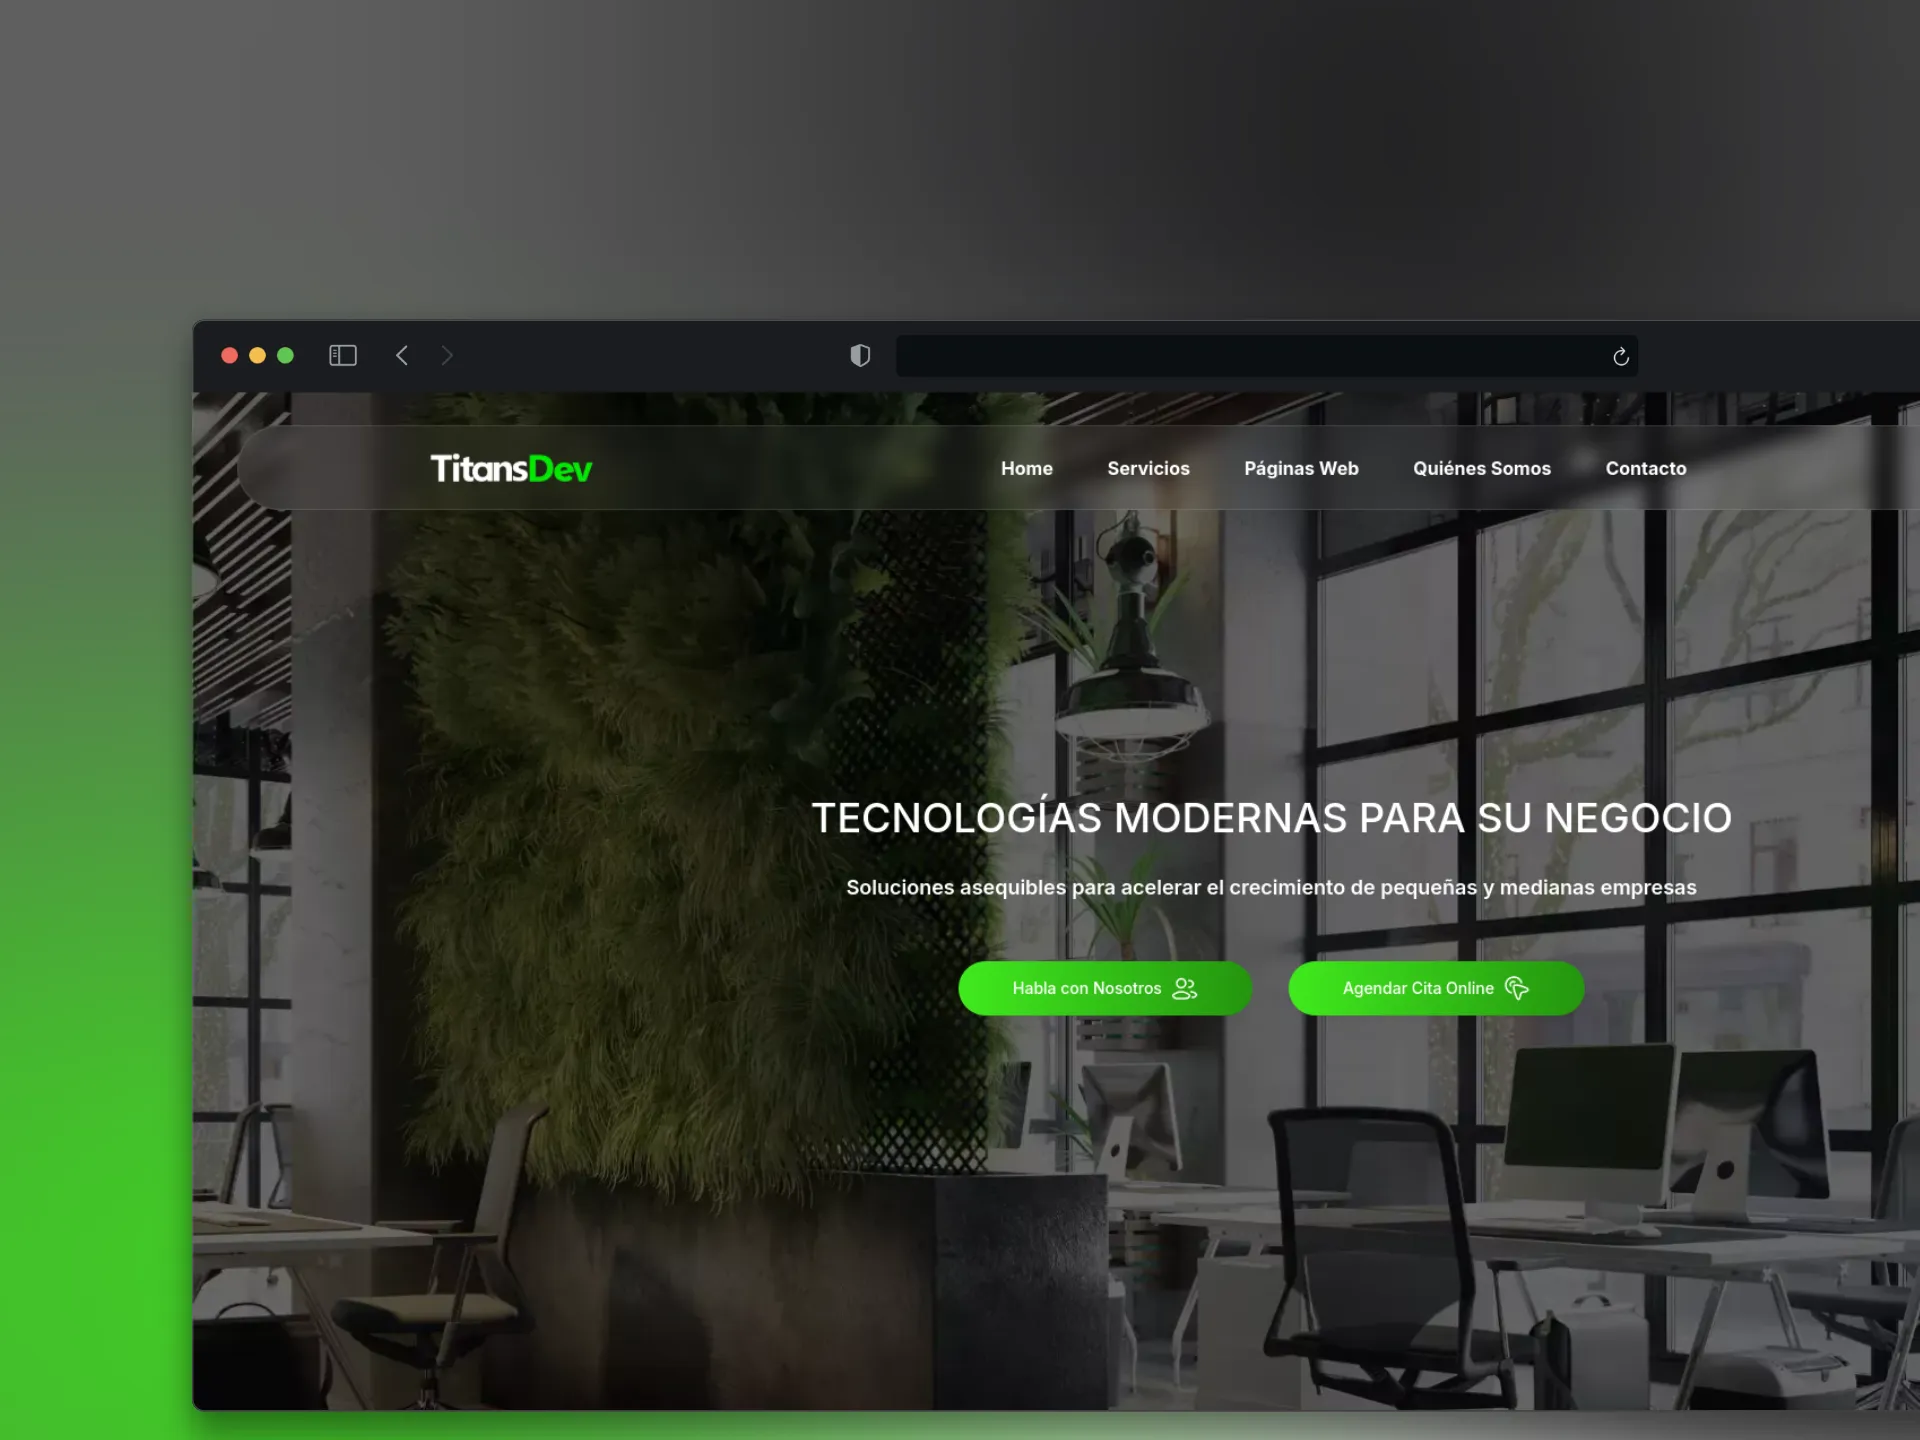 TitansDev
Home Servicios Páginas Web Quiénes Somos Contacto
TECNOLOGÍAS MODERNAS PARA SU NEGOCIO
Soluciones asequibles para acelerar el crecimiento de pequeñas y medianas empresas
Habla con Nosotros Agendar Cita Online